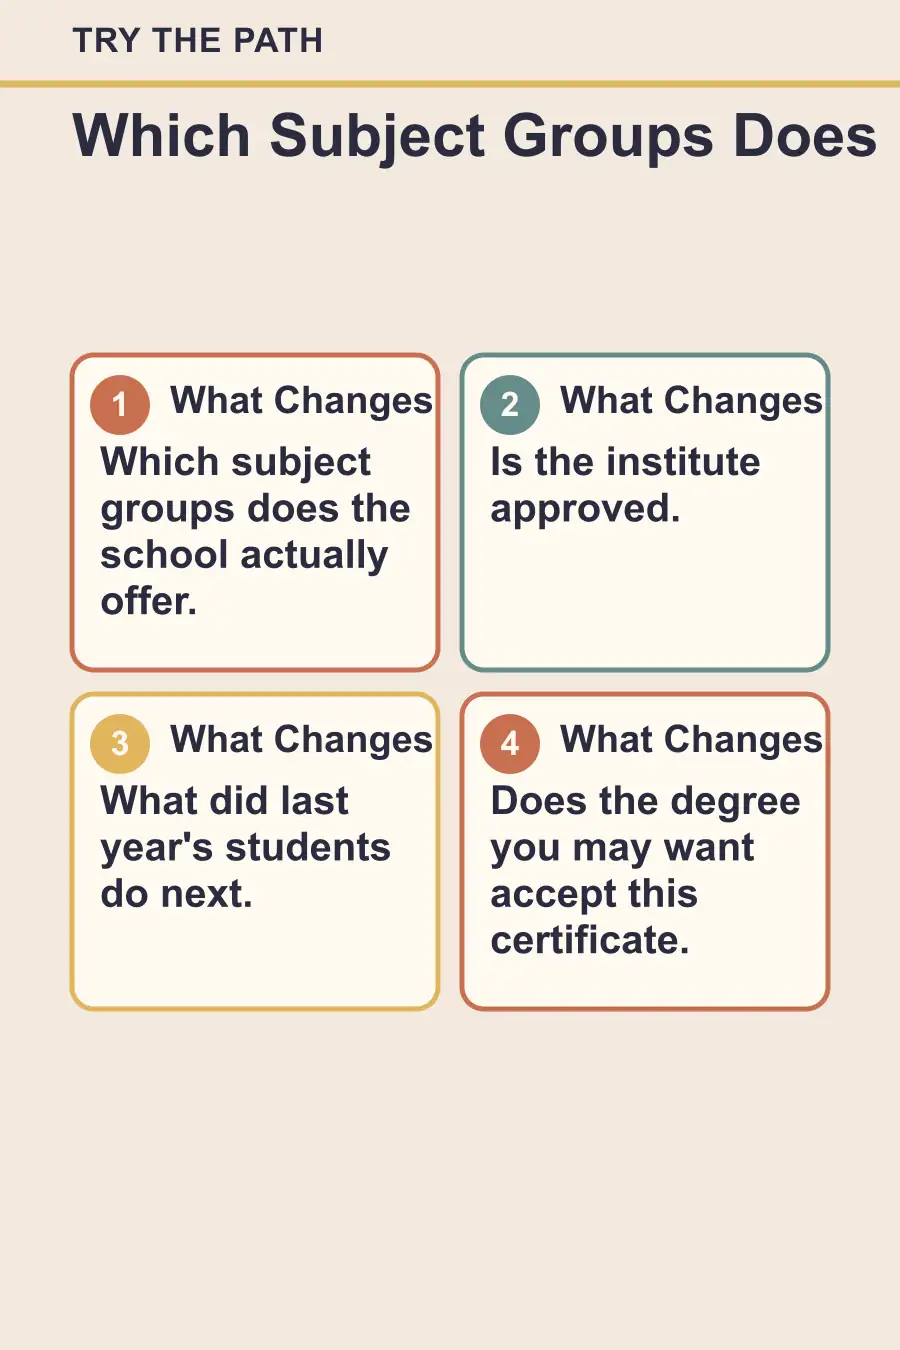 TRY THE PATH
Which Subject Groups Does
1 What Changes
Which subject
groups does the
school actually
offer.
2 What Changes
Is the institute
approved.
3 What Changes
What did last
year's students
do next.
4 What Changes
Does the degree
you may want
accept this
certificate.